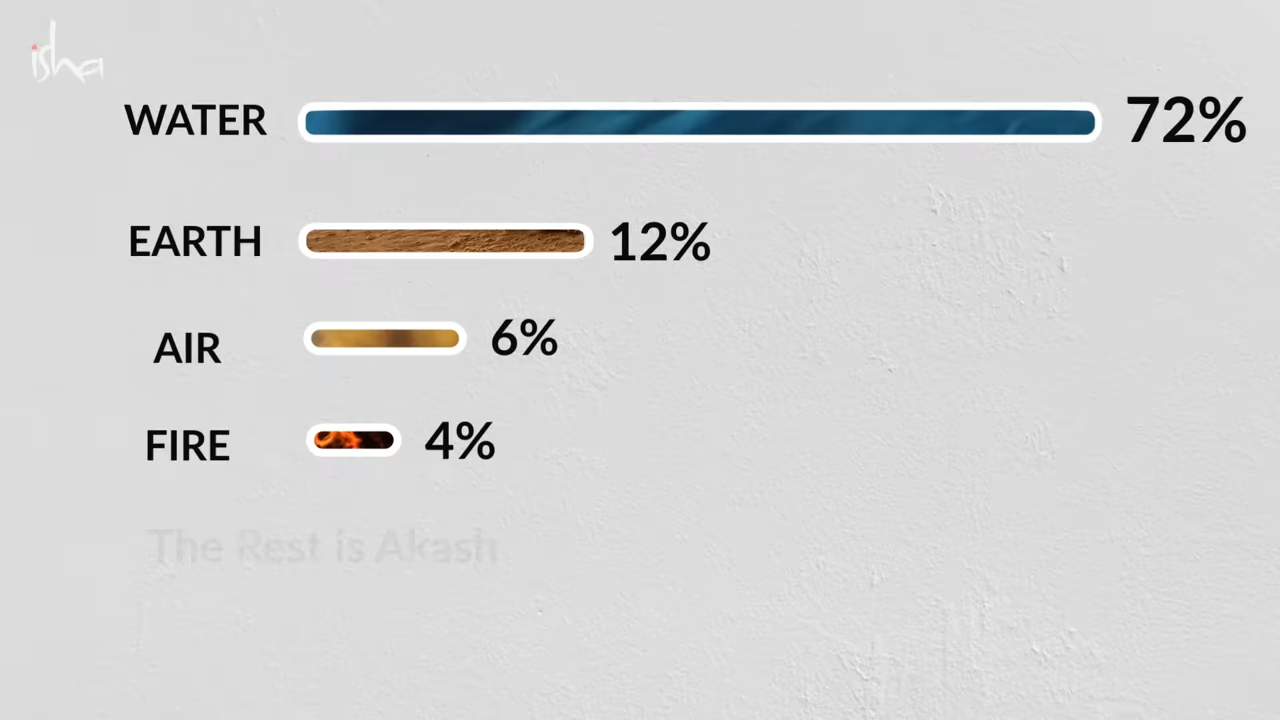 isha
WATER 72%
EARTH 12%
AIR 6%
FIRE 4%
The Rest is Akash